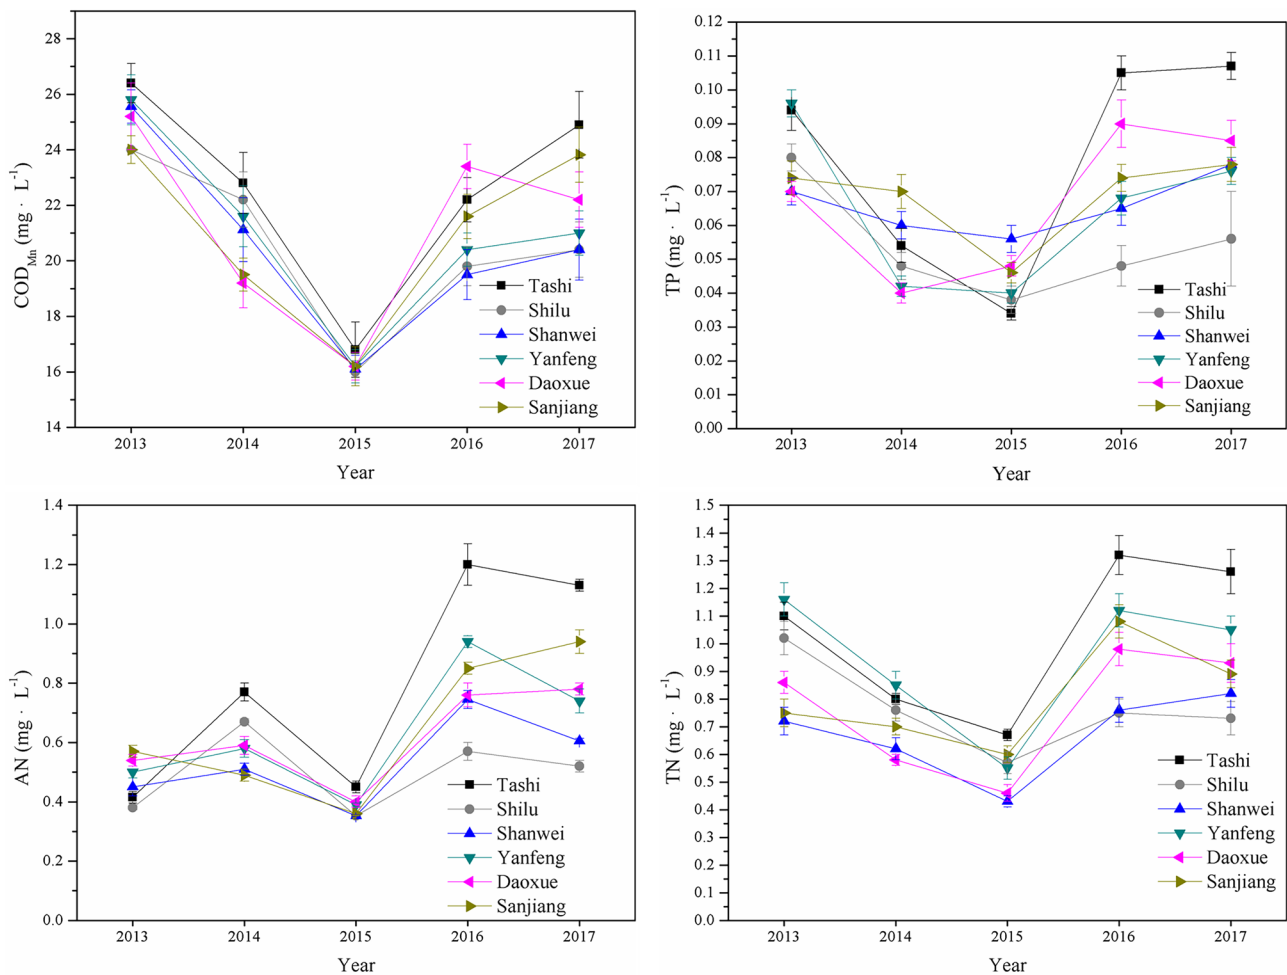 COD_Mn (mg · L⁻¹)
28
26
24
22
20
18
16
14
2013
2014
2015
2016
2017
Year
Tashi
Shilu
Shanwei
Yanfeng
Daoxue
Sanjiang
TP (mg · L⁻¹)
0.12
0.11
0.10
0.09
0.08
0.07
0.06
0.05
0.04
0.03
0.02
0.01
0.00
2013
2014
2015
2016
2017
Year
Tashi
Shilu
Shanwei
Yanfeng
Daoxue
Sanjiang
AN (mg · L⁻¹)
1.4
1.2
1.0
0.8
0.6
0.4
0.2
0.0
2013
2014
2015
2016
2017
Year
Tashi
Shilu
Shanwei
Yanfeng
Daoxue
Sanjiang
TN (mg · L⁻¹)
1.5
1.4
1.3
1.2
1.1
1.0
0.9
0.8
0.7
0.6
0.5
0.4
0.3
0.2
0.1
0.0
2013
2014
2015
2016
2017
Year
Tashi
Shilu
Shanwei
Yanfeng
Daoxue
Sanjiang